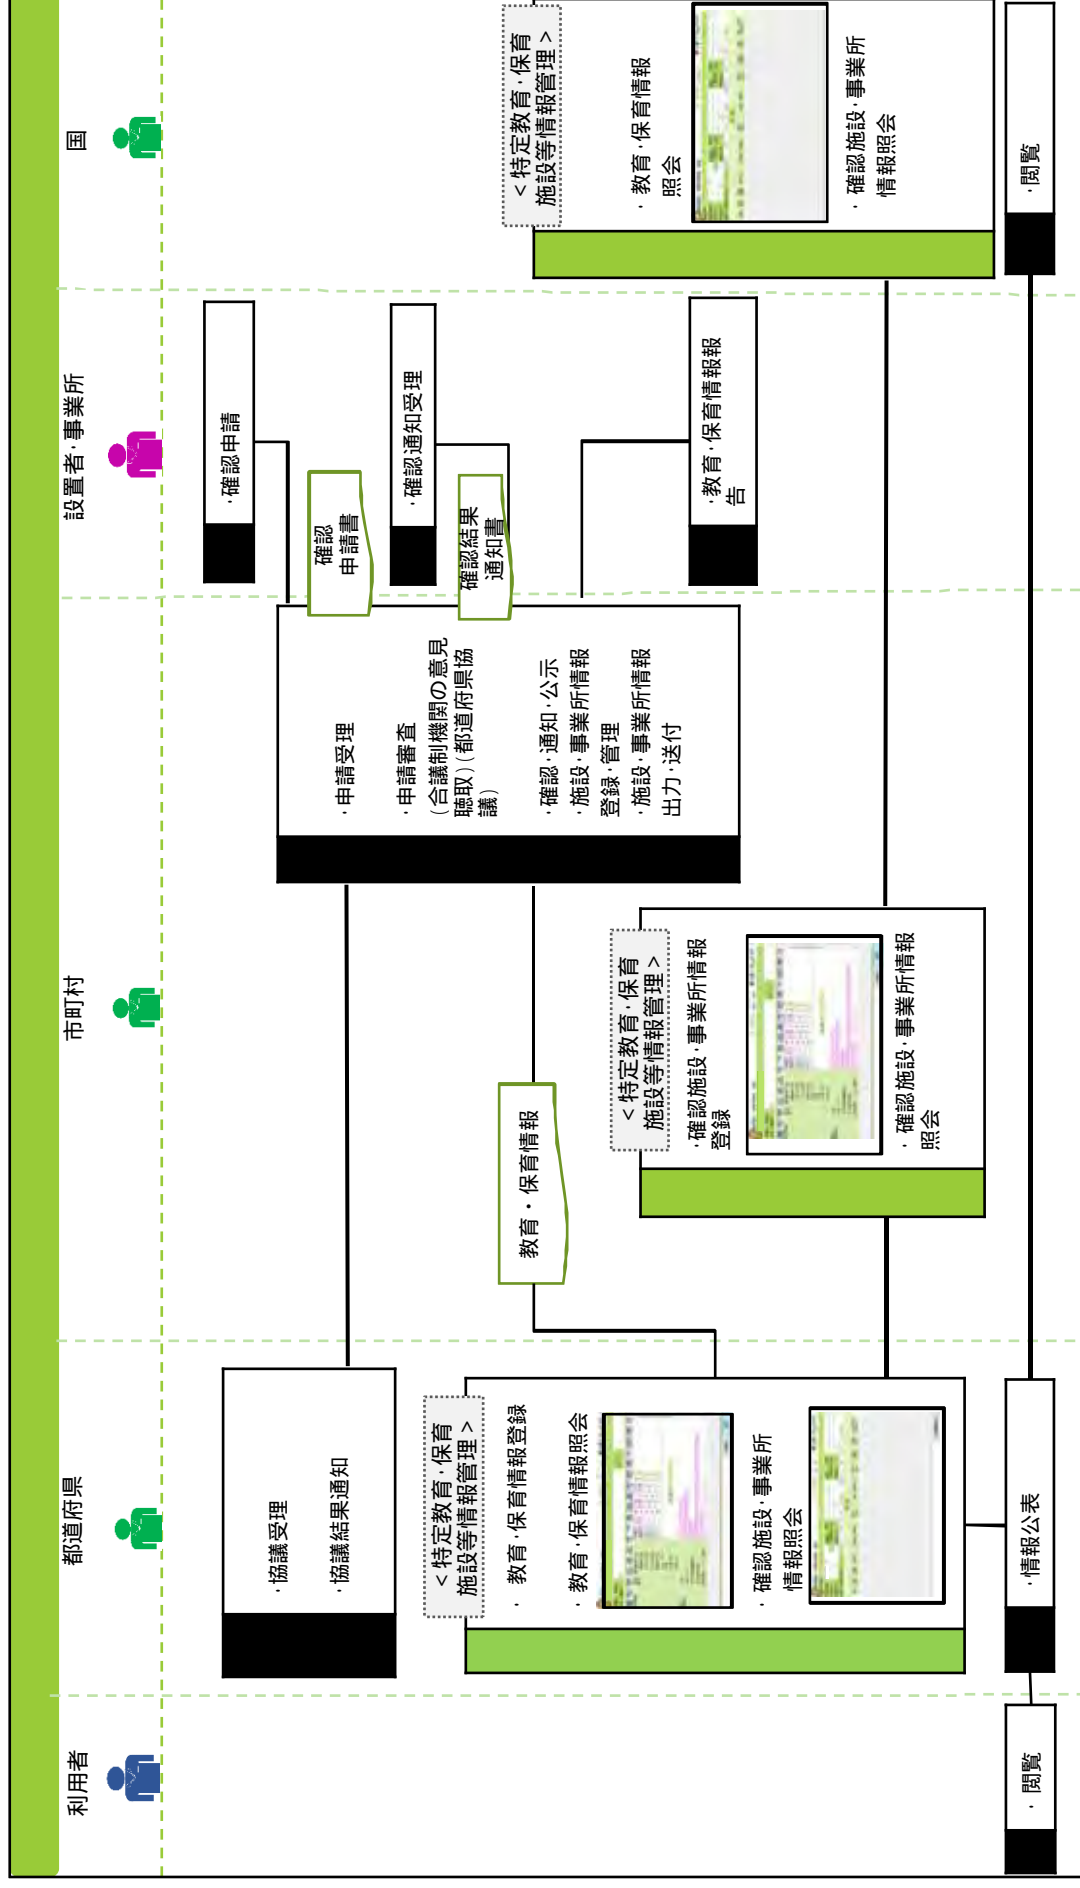 利用者
都道府県
市町村
設置者･事業所
国
･協議受理
･協議結果通知
･申請受理
･申請審査
(合議制機関の意見
聴取)(都道府県協
議)
･確認･通知･公示
･施設･事業所情報
登録･管理
･施設･事業所情報
出力･送付
･確認申請
確認
申請書
･確認通知受理
確認結果
通知書
･教育･保育情報報
告
教育・保育情報
＜特定教育･保育
施設等情報管理＞
･ 教育･保育情報登録
･ 教育･保育情報照会
･ 確認施設･事業所
情報照会
＜特定教育･保育
施設等情報管理＞
･確認施設･事業所情報
登録
･ 確認施設･事業所情報
照会
＜特定教育･保育
施設等情報管理＞
･ 教育･保育情報
照会
･ 確認施設･事業所
情報照会
･ 閲覧
･情報公表
･閲覧